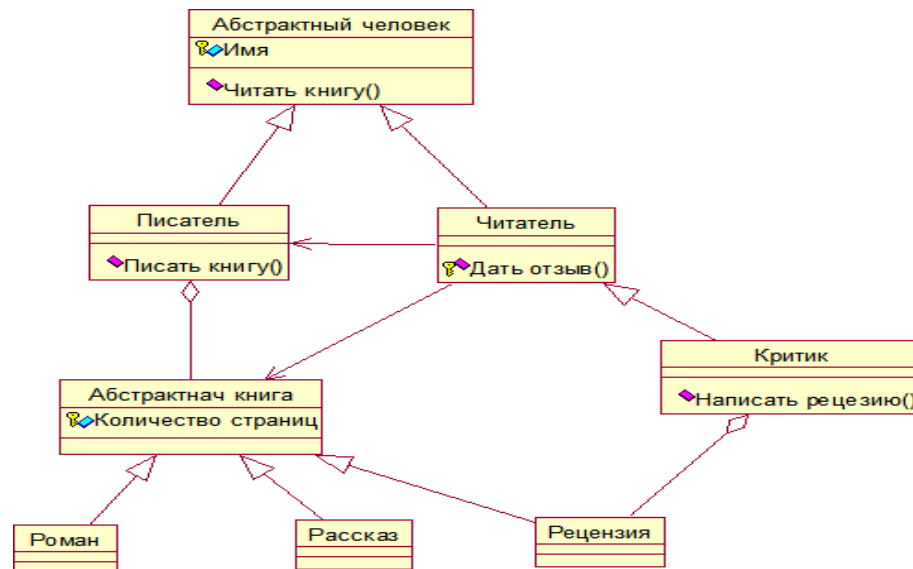 Абстрактный человек
Имя
Читать книгу()
Писатель
Писать книгу()
Читатель
Дать отзыв()
Критик
Написать рецезию()
Абстрактнач книга
Количество страниц
Роман
Рассказ
Рецензия